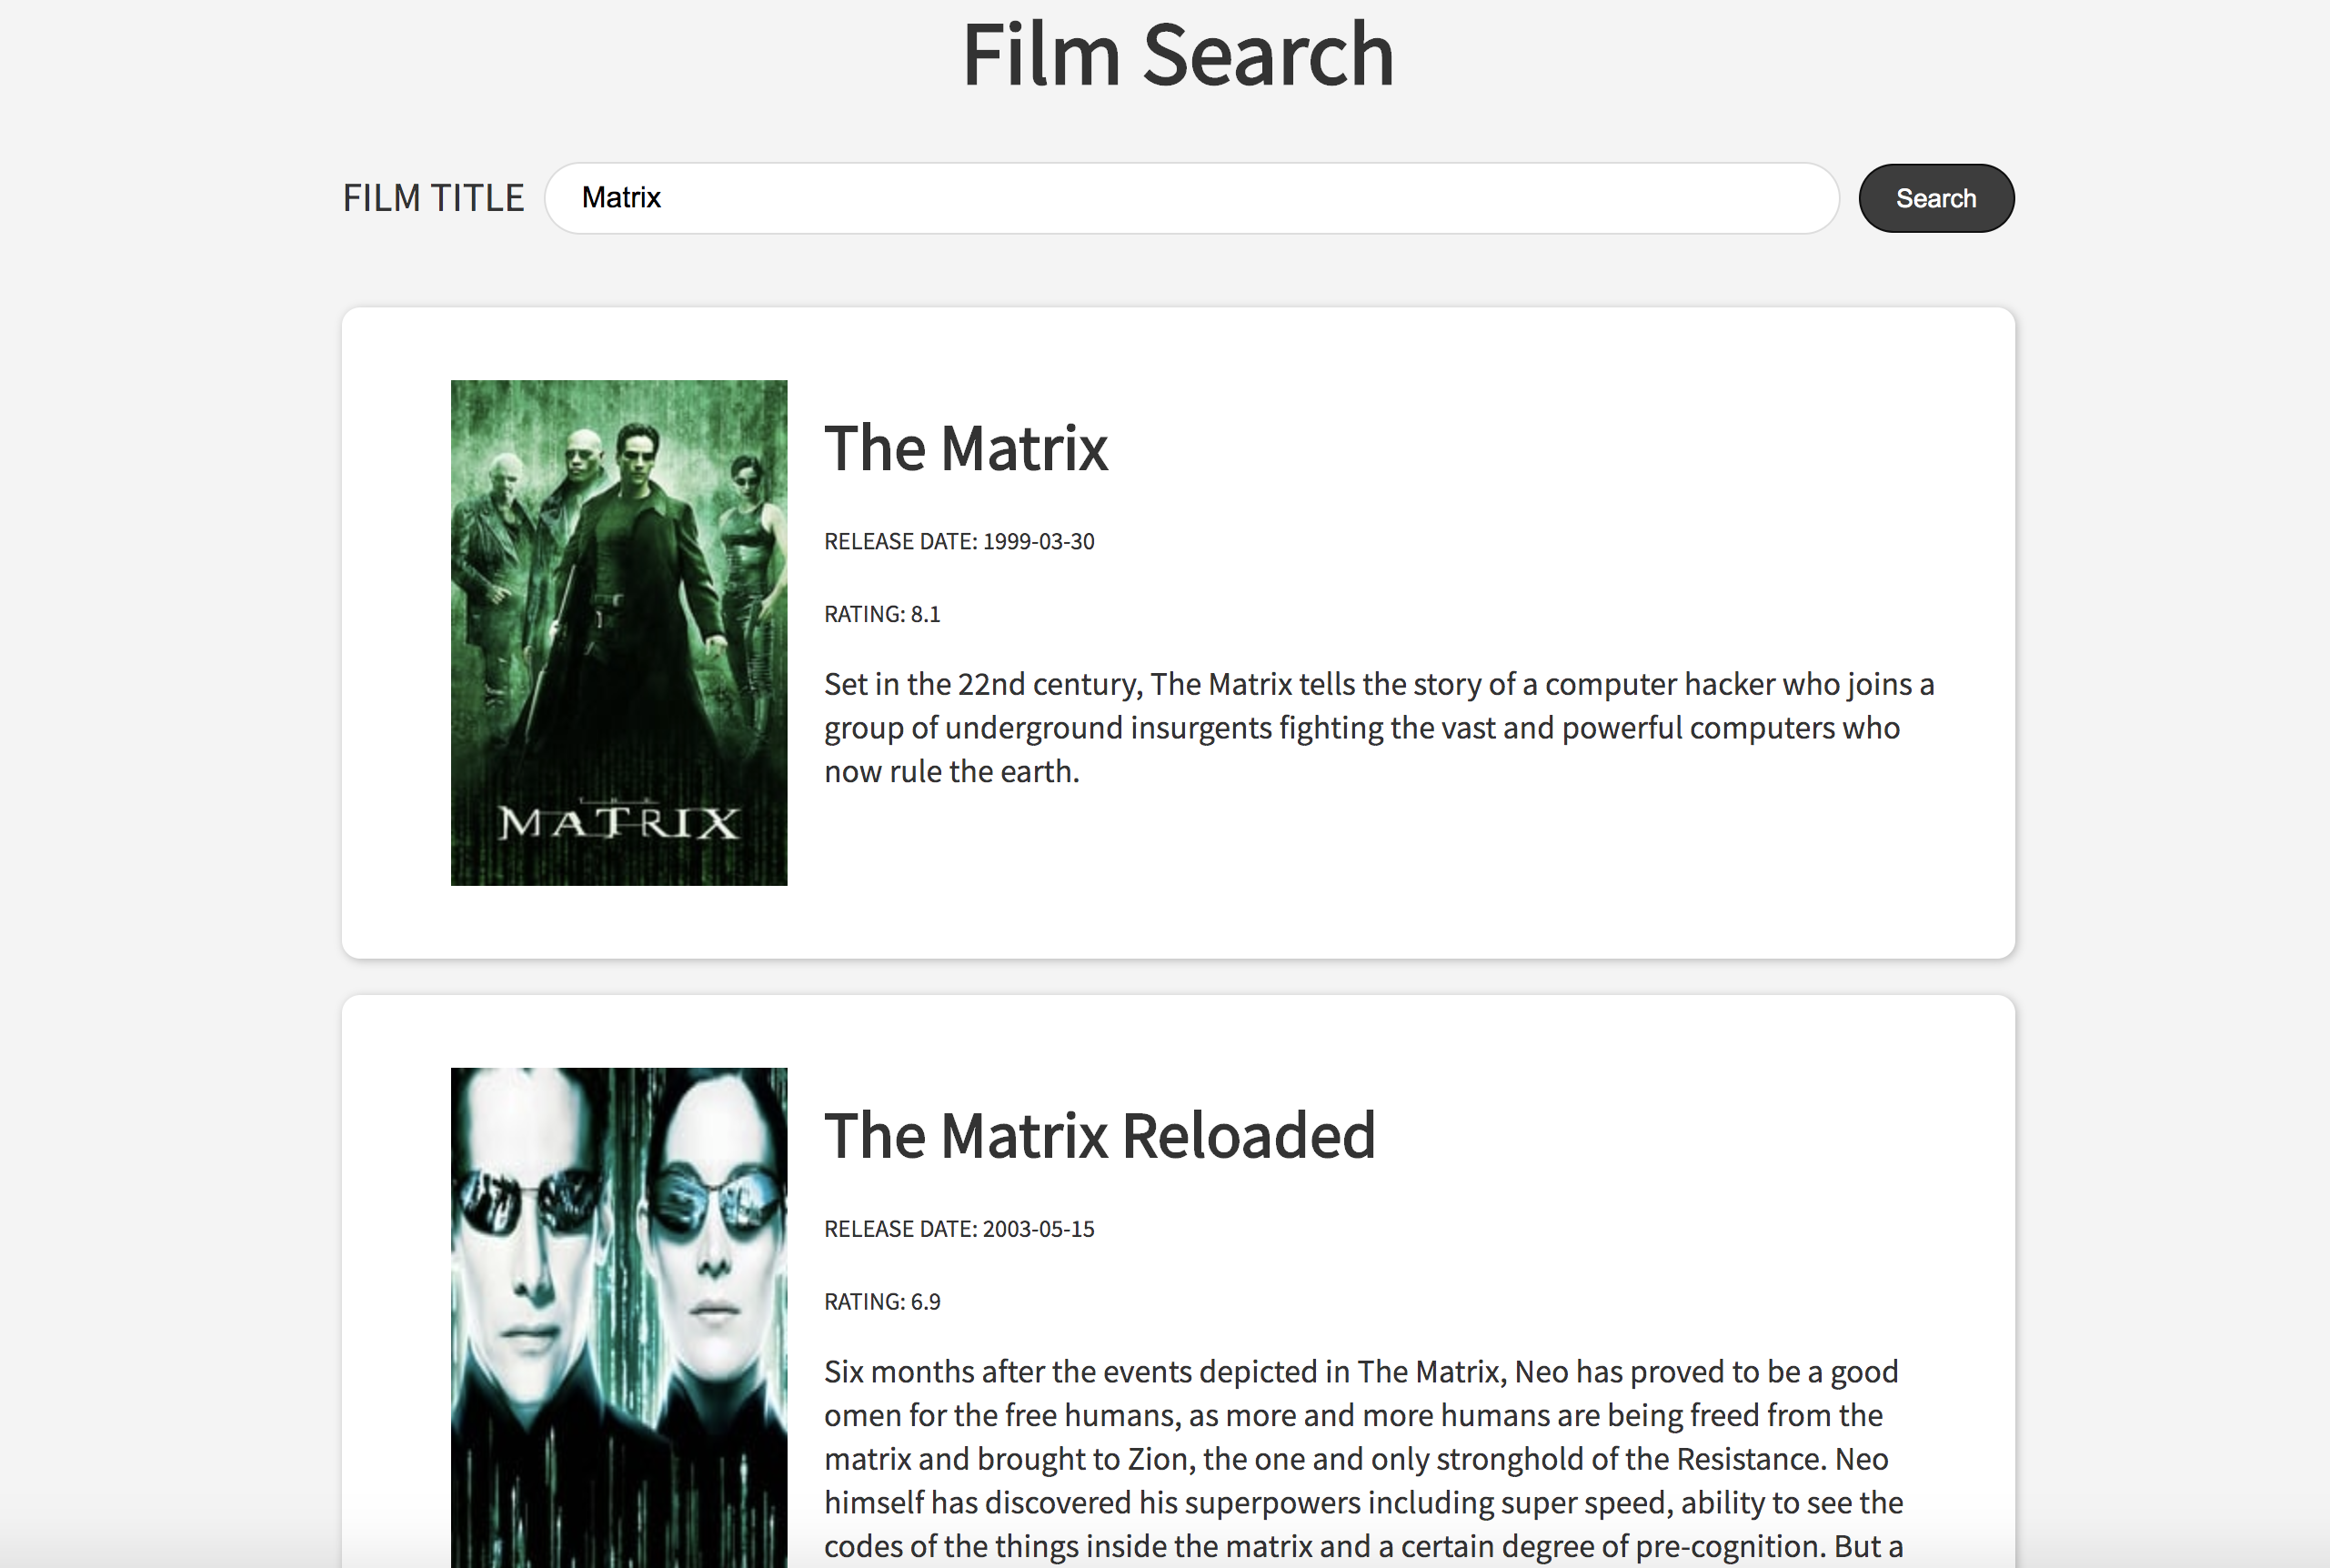 Film Search
FILM TITLE Matrix Search
The Matrix
RELEASE DATE: 1999-03-30
RATING: 8.1
Set in the 22nd century, The Matrix tells the story of a computer hacker who joins a
group of underground insurgents fighting the vast and powerful computers who
now rule the earth.
THE
MATRIX
The Matrix Reloaded
RELEASE DATE: 2003-05-15
RATING: 6.9
Six months after the events depicted in The Matrix, Neo has proved to be a good
omen for the free humans, as more and more humans are being freed from the
matrix and brought to Zion, the one and only stronghold of the Resistance. Neo
himself has discovered his superpowers including super speed, ability to see the
codes of the things inside the matrix and a certain degree of pre-cognition. But a